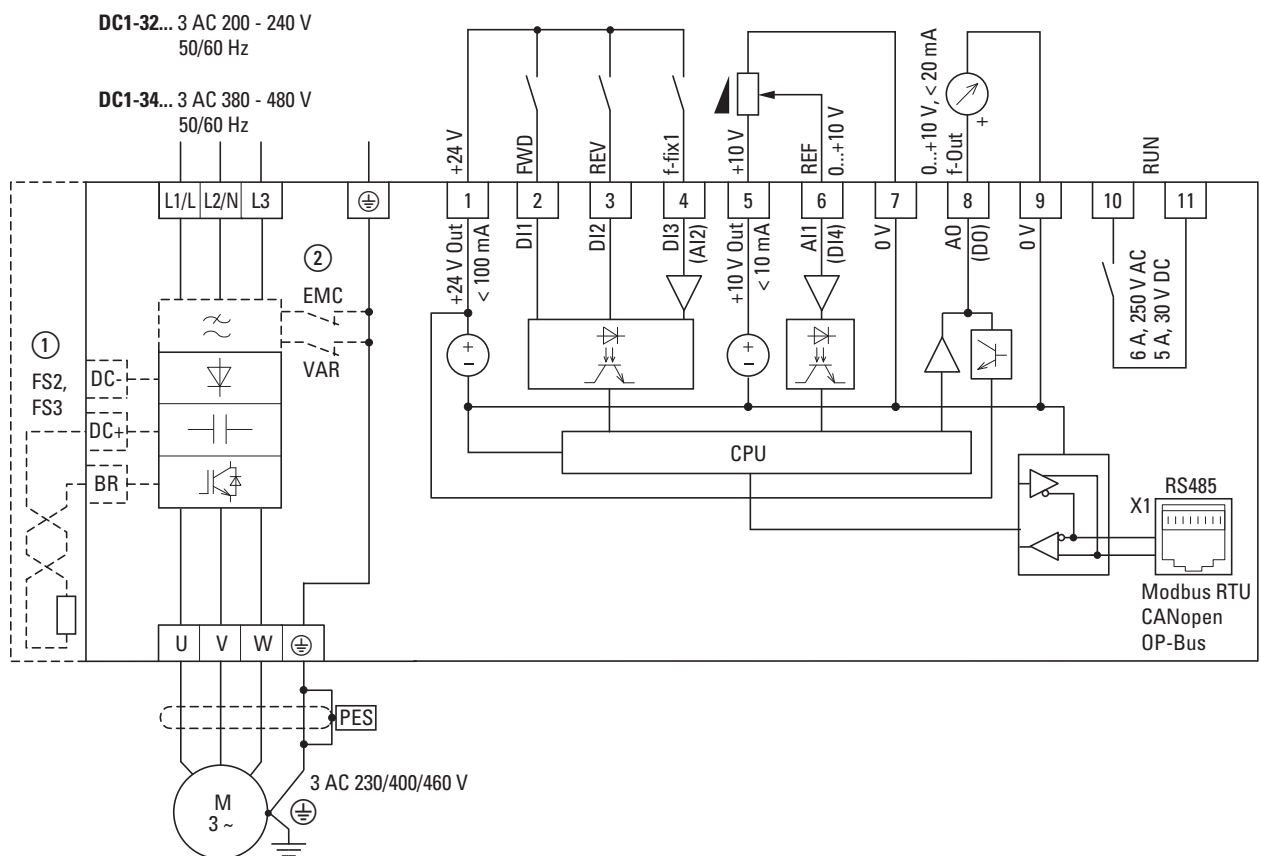 DC1-32... 3 AC 200 - 240 V
50/60 Hz
DC1-34... 3 AC 380 - 480 V
50/60 Hz
+24 V
FWD
REV
f-fix1
+10 V
REF
0...+10 V
0...+10 V, < 20 mA
f-Out
+
RUN
L1/L L2/N L3
1 2 3 4 5 6 7 8 9 10 11
+24 V Out
< 100 mA
DI1
DI2
DI3
(AI2)
+10 V Out
< 10 mA
AI1
(DI4)
0 V
AO
(DO)
0 V
6 A, 250 V AC
5 A, 30 V DC
2
EMC
VAR
1
FS2,
FS3
DC-
DC+
BR
+
-
+
-
CPU
X1
RS485
Modbus RTU
CANopen
OP-Bus
U V W
PES
3 AC 230/400/460 V
M
3 ~